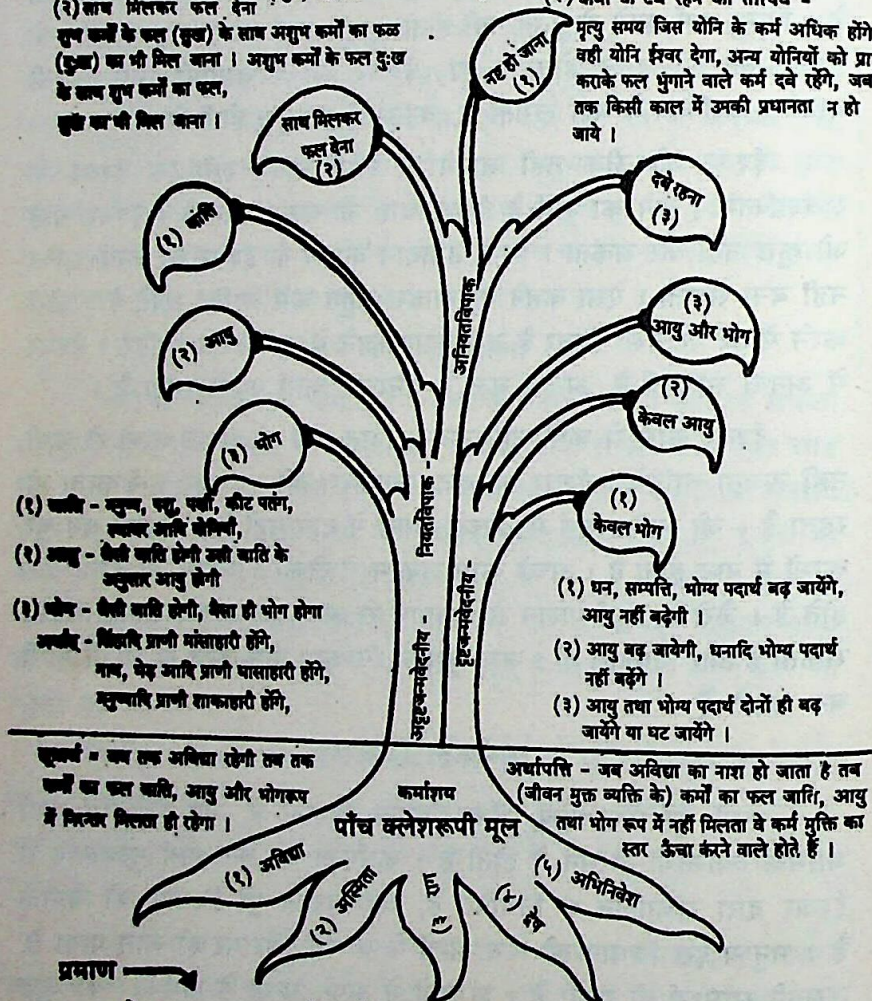 (२) साथ मिलकर फल देना
शुभ कर्मों के फल (सुख) के साथ अशुभ कर्मों का फल
(दुःख) का भी मिल जाना । अशुभ कर्मों के फल दुःख
के साथ शुभ कर्मों का फल,
सुख का भी मिल जाना ।
मृत्यु समय जिस योनि के कर्म अधिक होंगे
वही योनि ईश्वर देगा, अन्य योनियों को प्रा
कराके फल भुगाने वाले कर्म दबे रहेंगे, जब
तक किसी काल में उनकी प्रधानता न हो
जाये ।
नष्ट हो जाना
(१)
साथ मिलकर
फल देना
(२)
दबे रहना
(३)
(१) जाति
(२) आयु
(३) भोग
(३)
आयु और भोग
(२)
केवल आयु
(१)
केवल भोग
अनियतविपाक
नियतविपाक -
अदृष्टजन्मवेदनीय
दृष्टजन्मवेदनीय-
(१) जाति - मनुष्य, पशु, पक्षी, कीट पतंग,
स्थावर आदि योनियाँ,
(२) आयु - जैसी जाति होगी उसी जाति के
अनुसार आयु होगी
(३) भोग - जैसी जाति होगी, वैसा ही भोग होगा
अर्थात् - सिंहादि प्राणी मांसाहारी होंगे,
गाय, भेड़ आदि प्राणी घासाहारी होंगे,
मनुष्यादि प्राणी शाकाहारी होंगे,
(१) धन, सम्पत्ति, भोग्य पदार्थ बढ़ जायेंगे,
आयु नहीं बढ़ेगी ।
(२) आयु बढ़ जायेगी, धनादि भोग्य पदार्थ
नहीं बढ़ेंगे ।
(३) आयु तथा भोग्य पदार्थ दोनों ही बढ़
जायेंगे या घट जायेंगे ।
सूत्रार्थ = जब तक अविद्या रहेगी तब तक
कर्मों का फल जाति, आयु और भोगरूप
में निरन्तर मिलता ही रहेगा ।
कर्माशय
पाँच क्लेशरूपी मूल
अर्थापत्ति - जब अविद्या का नाश हो जाता है तब
(जीवन मुक्त व्यक्ति के) कर्मों का फल जाति, आयु
तथा भोग रूप में नहीं मिलता वे कर्म मुक्ति का
स्तर ऊँचा करने वाले होते हैं ।
(१) अविद्या
(२) अस्मिता
(३) राग
(४) द्वेष
(५) अभिनिवेश
प्रमाण